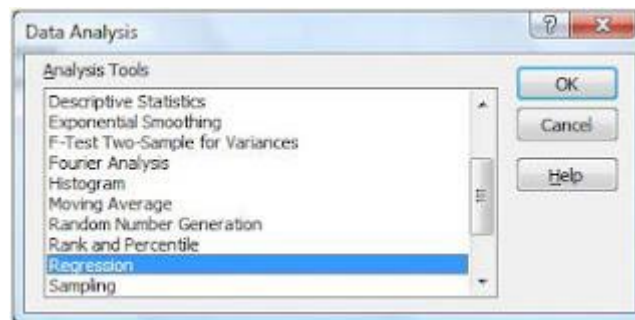 Data Analysis
Analysis Tools
Descriptive Statistics
Exponential Smoothing
F-Test Two-Sample for Variances
Fourier Analysis
Histogram
Moving Average
Random Number Generation
Rank and Percentile
Regression
Sampling
OK
Cancel
Help